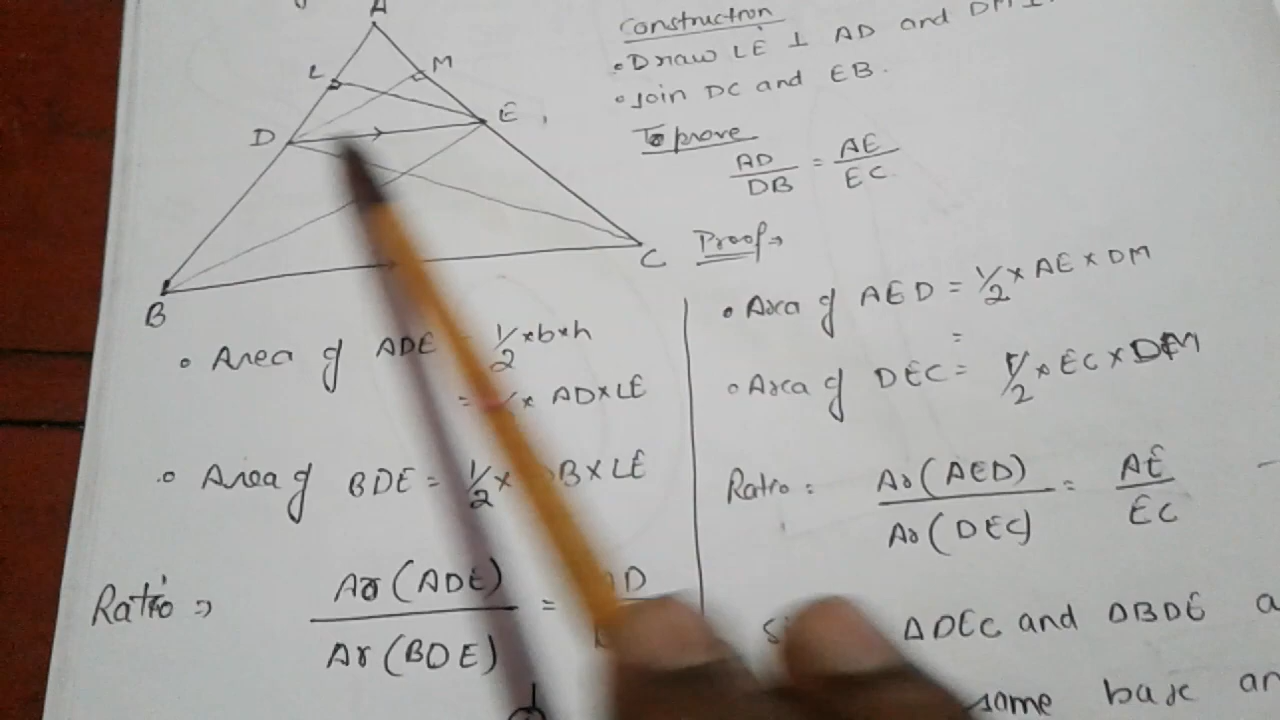 A
L
M
D
E
B
C
Construction
• Draw LE ⊥ AD and DM ⊥
• Join DC and EB.
To prove
AD/DB = AE/EC
Proof→
• Area of ADE = 1/2 × b × h
= × AD × LE
• Area of BDE = 1/2 × B × LE
Ratio ⇒ Ar(ADE)/Ar(BDE) = D
• Area of AED = 1/2 × AE × DM
=
• Area of DEC = 1/2 × EC × DM
Ratio: Ar(AED)/Ar(DEC) = AE/EC
ΔDEC and ΔBDE
same base an